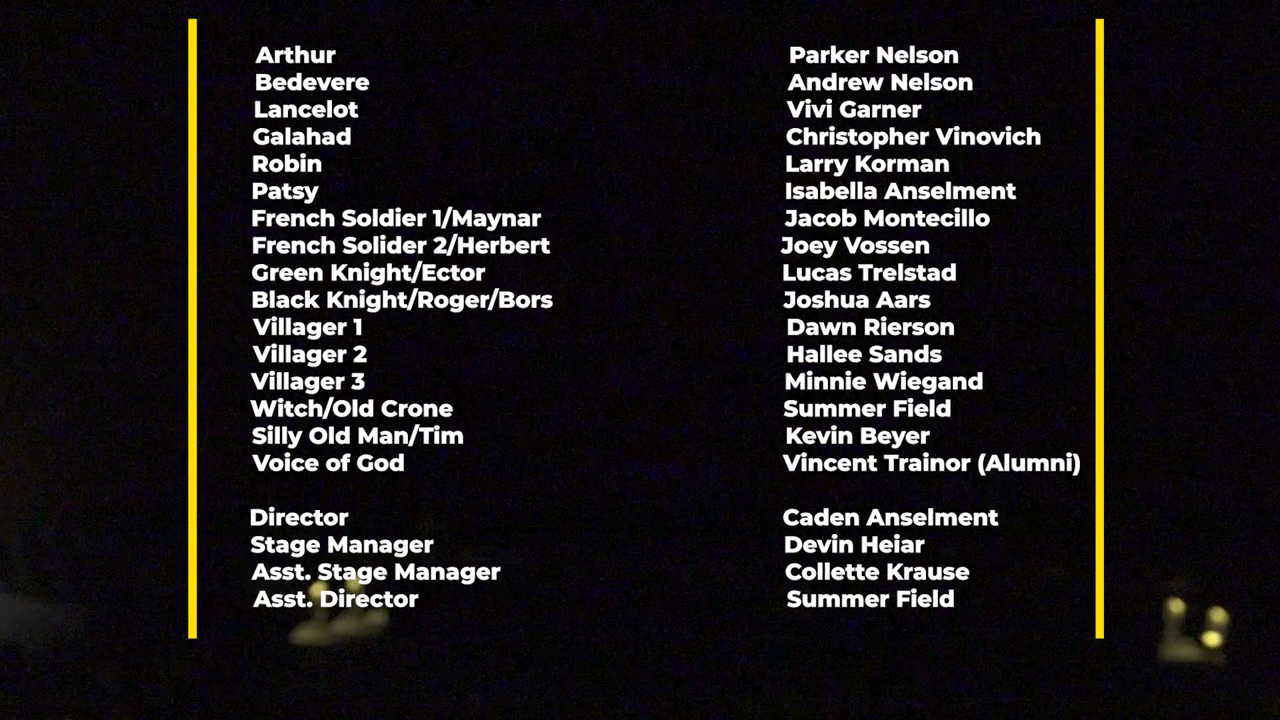 Arthur Parker Nelson
Bedevere Andrew Nelson
Lancelot Vivi Garner
Galahad Christopher Vinovich
Robin Larry Korman
Patsy Isabella Anselment
French Soldier 1/Maynar Jacob Montecillo
French Solider 2/Herbert Joey Vossen
Green Knight/Ector Lucas Trelstad
Black Knight/Roger/Bors Joshua Aars
Villager 1 Dawn Rierson
Villager 2 Hallee Sands
Villager 3 Minnie Wiegand
Witch/Old Crone Summer Field
Silly Old Man/Tim Kevin Beyer
Voice of God Vincent Trainor (Alumni)
Director Caden Anselment
Stage Manager Devin Heiar
Asst. Stage Manager Collette Krause
Asst. Director Summer Field